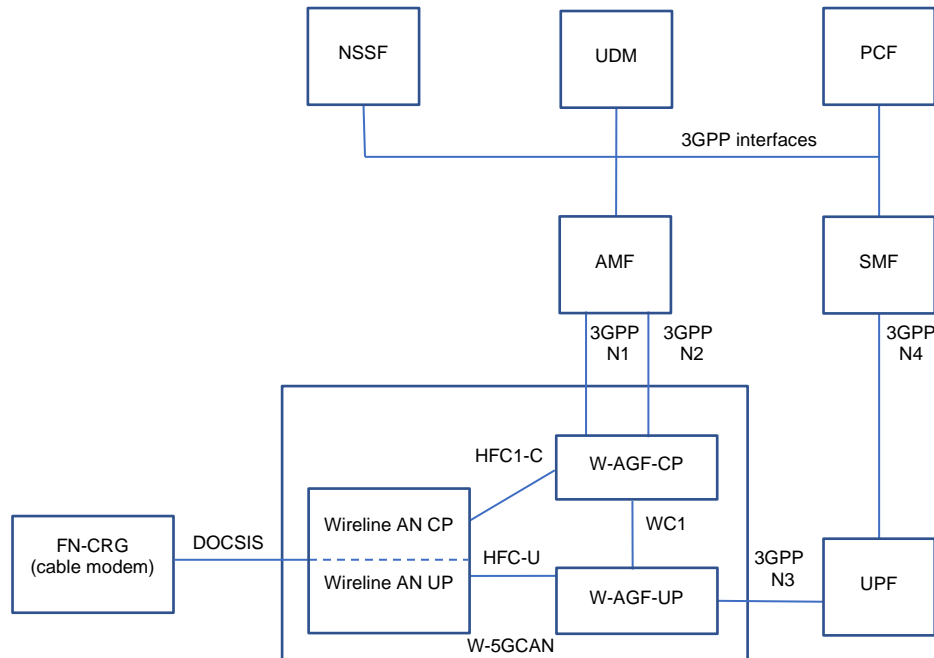 NSSF
UDM
PCF
3GPP interfaces
AMF
SMF
3GPP
N1
3GPP
N2
3GPP
N4
HFC1-C
W-AGF-CP
Wireline AN CP
WC1
FN-CRG
(cable modem)
DOCSIS
HFC-U
Wireline AN UP
W-AGF-UP
3GPP
N3
UPF
W-5GCAN